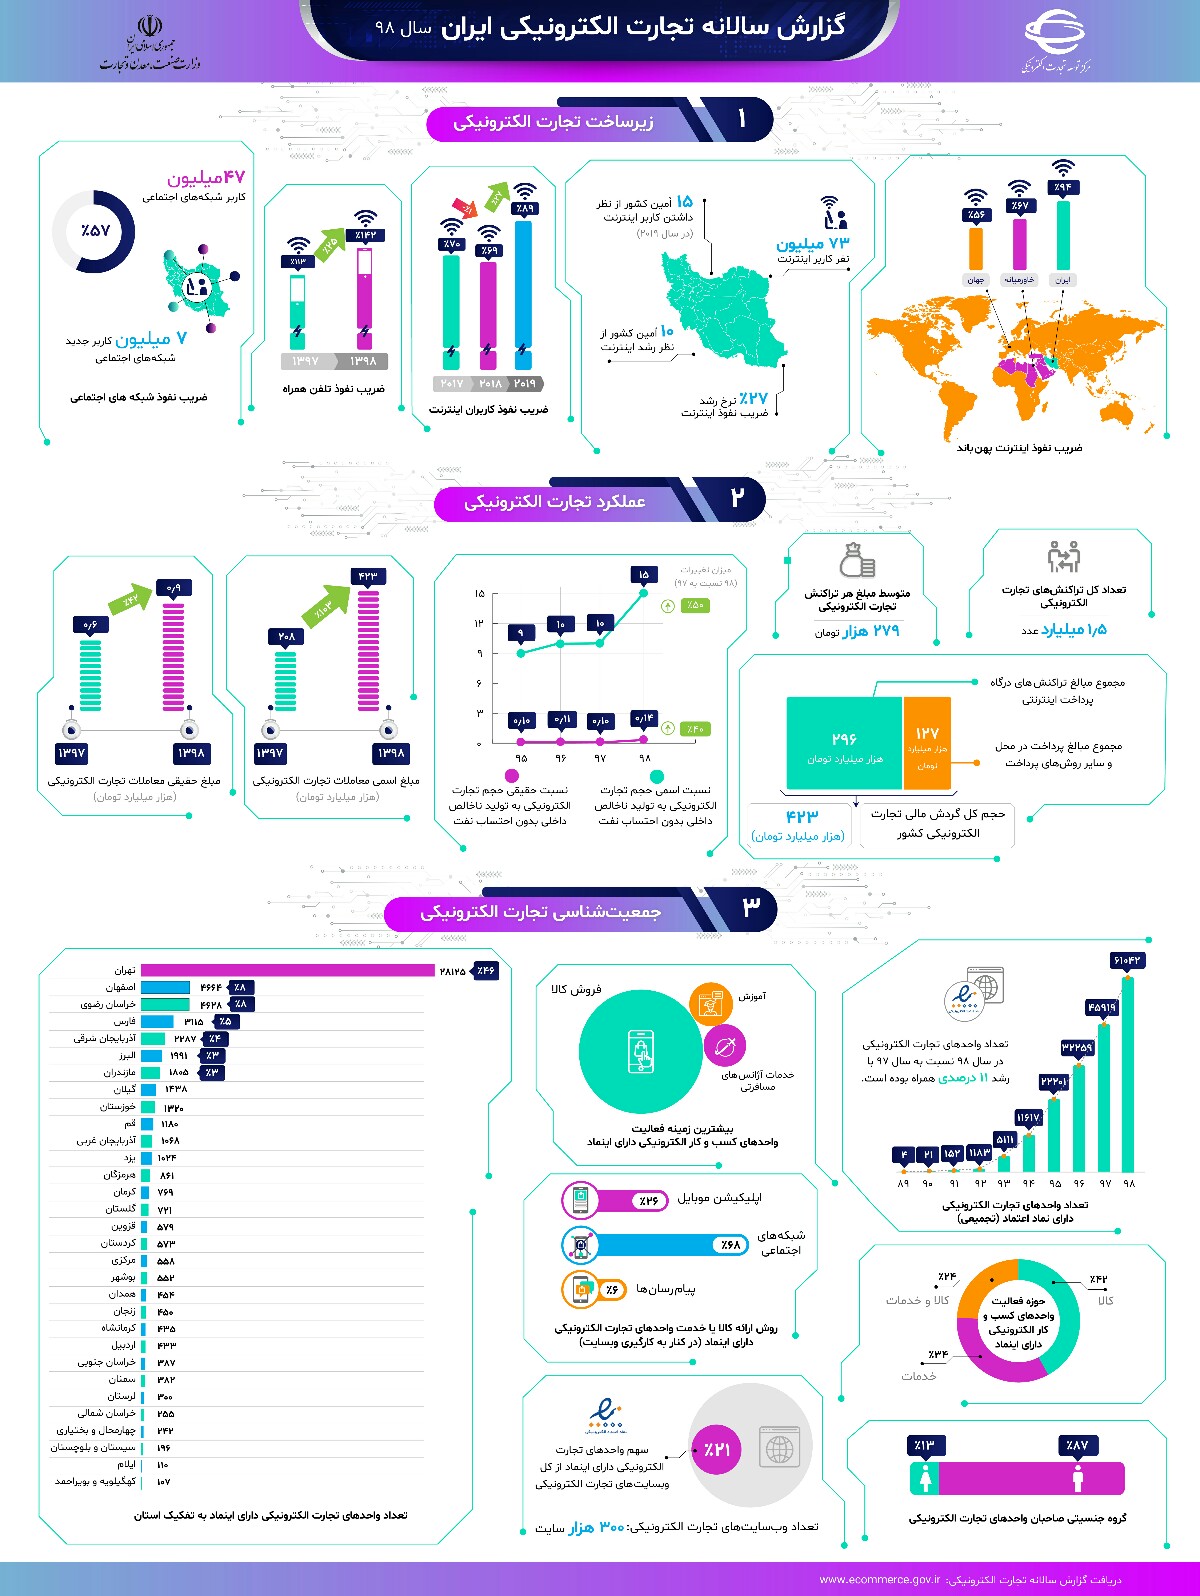 گزارش سالانه تجارت الکترونیکی ایران سال ۹۸
مرکز توسعه تجارت الکترونیکی
جمهوری اسلامی ایران
وزارت صنعت، معدن و تجارت
۱
زیرساخت تجارت الکترونیکی
٪۹۴
٪۶۷
٪۵۶
ایران
خاورمیانه
جهان
ضریب نفوذ اینترنت پهن‌باند
۷۳ میلیون
نفر کاربر اینترنت
۱۵ اُمین کشور از نظر
داشتن کاربر اینترنت
(در سال ۲۰۱۹)
۱۰ اُمین کشور از
نظر رشد اینترنت
٪۲۷ نرخ رشد
ضریب نفوذ اینترنت
٪۷۰
-٪۱
٪۶۹
٪۲۷
٪۸۹
۲۰۱۷
۲۰۱۸
۲۰۱۹
ضریب نفوذ کاربران اینترنت
٪۱۱۳
٪۲۵
٪۱۴۲
۱۳۹۷
۱۳۹۸
ضریب نفوذ تلفن همراه
۴۷میلیون
کاربر شبکه‌های اجتماعی
٪۵۷
۷ میلیون کاربر جدید
شبکه‌های اجتماعی
ضریب نفوذ شبکه های اجتماعی
۲
عملکرد تجارت الکترونیکی
تعداد کل تراکنش‌های تجارت
الکترونیکی
۱٫۵ میلیارد عدد
متوسط مبلغ هر تراکنش
تجارت الکترونیکی
۲۷۹ هزار تومان
مجموع مبالغ تراکنش های درگاه
پرداخت اینترنتی
مجموع مبالغ پرداخت در محل
و سایر روش‌های پرداخت
۲۹۶
هزار میلیارد تومان
۱۲۷
هزار میلیارد
تومان
حجم کل گردش مالی تجارت
الکترونیکی کشور
۴۲۳
(هزار میلیارد تومان)
میزان تغییرات
(۹۸ نسبت به ۹۷)
٪۵۰
٪۴۰
۱۵
۱۲
۹
۶
۳
۰
۹
۱۰
۱۰
۱۵
۰٫۱۰
۰٫۱۱
۰٫۱۰
۰٫۱۴
۹۵
۹۶
۹۷
۹۸
نسبت اسمی حجم تجارت
الکترونیکی به تولید ناخالص
داخلی بدون احتساب نفت
نسبت حقیقی حجم تجارت
الکترونیکی به تولید ناخالص
داخلی بدون احتساب نفت
۲۰۸
٪۱۰۳
۴۲۳
۱۳۹۷
۱۳۹۸
مبلغ اسمی معاملات تجارت الکترونیکی
(هزار میلیارد تومان)
۰٫۶
٪۴۲
۰٫۹
۱۳۹۷
۱۳۹۸
مبلغ حقیقی معاملات تجارت الکترونیکی
(هزار میلیارد تومان)
۳
جمعیت‌شناسی تجارت الکترونیکی
تعداد واحدهای تجارت الکترونیکی
در سال ۹۸ نسبت به سال ۹۷ با
رشد ۱۱ درصدی همراه بوده است.
۴
۲۱
۱۵۲
۱۱۸۳
۵۱۱۱
۱۱۶۱۷
۲۲۲۰۱
۳۲۲۵۹
۴۵۹۱۹
۶۱۰۴۲
۸۹
۹۰
۹۱
۹۲
۹۳
۹۴
۹۵
۹۶
۹۷
۹۸
تعداد واحدهای تجارت الکترونیکی
دارای نماد اعتماد (تجمیعی)
فروش کالا
آموزش
خدمات آژانس‌های
مسافرتی
بیشترین زمینه فعالیت
واحدهای کسب و کار الکترونیکی دارای اینماد
اپلیکیشن موبایل
٪۲۶
شبکه‌های
اجتماعی
٪۶۸
پیام‌رسان‌ها
٪۶
روش ارائه کالا یا خدمت واحدهای تجارت الکترونیکی
دارای اینماد (در کنار به کارگیری وبسایت)
حوزه فعالیت
واحدهای کسب و
کار الکترونیکی
دارای اینماد
٪۴۲
کالا
٪۲۴
کالا و خدمات
٪۳۴
خدمات
٪۲۱
سهم واحدهای تجارت
الکترونیکی دارای اینماد از کل
وبسایت‌های تجارت الکترونیکی
تعداد وب‌سایت‌های تجارت الکترونیکی: ۳۰۰ هزار سایت
٪۸۷
٪۱۳
گروه جنسیتی صاحبان واحدهای تجارت الکترونیکی
تهران ۲۸۱۲۵ ٪۴۶
اصفهان ۴۶۶۴ ٪۸
خراسان رضوی ۴۶۲۸ ٪۸
فارس ۳۱۱۵ ٪۵
آذربایجان شرقی ۲۲۸۷ ٪۴
البرز ۱۹۹۱ ٪۳
مازندران ۱۸۰۵ ٪۳
گیلان ۱۴۳۸
خوزستان ۱۳۲۰
قم ۱۱۸۰
آذربایجان غربی ۱۰۶۸
یزد ۱۰۲۴
هرمزگان ۸۶۱
کرمان ۷۶۹
گلستان ۷۲۱
قزوین ۵۷۹
کردستان ۵۷۳
مرکزی ۵۵۸
بوشهر ۵۵۲
همدان ۴۵۴
زنجان ۴۵۰
کرمانشاه ۴۳۵
اردبیل ۴۳۳
خراسان جنوبی ۳۸۷
سمنان ۳۸۲
لرستان ۳۰۰
خراسان شمالی ۲۵۵
چهارمحال و بختیاری ۲۴۲
سیستان و بلوچستان ۱۹۶
ایلام ۱۱۰
کهگیلویه و بویراحمد ۱۰۷
تعداد واحدهای تجارت الکترونیکی دارای اینماد به تفکیک استان
دریافت گزارش سالانه تجارت الکترونیکی: www.ecommerce.gov.ir